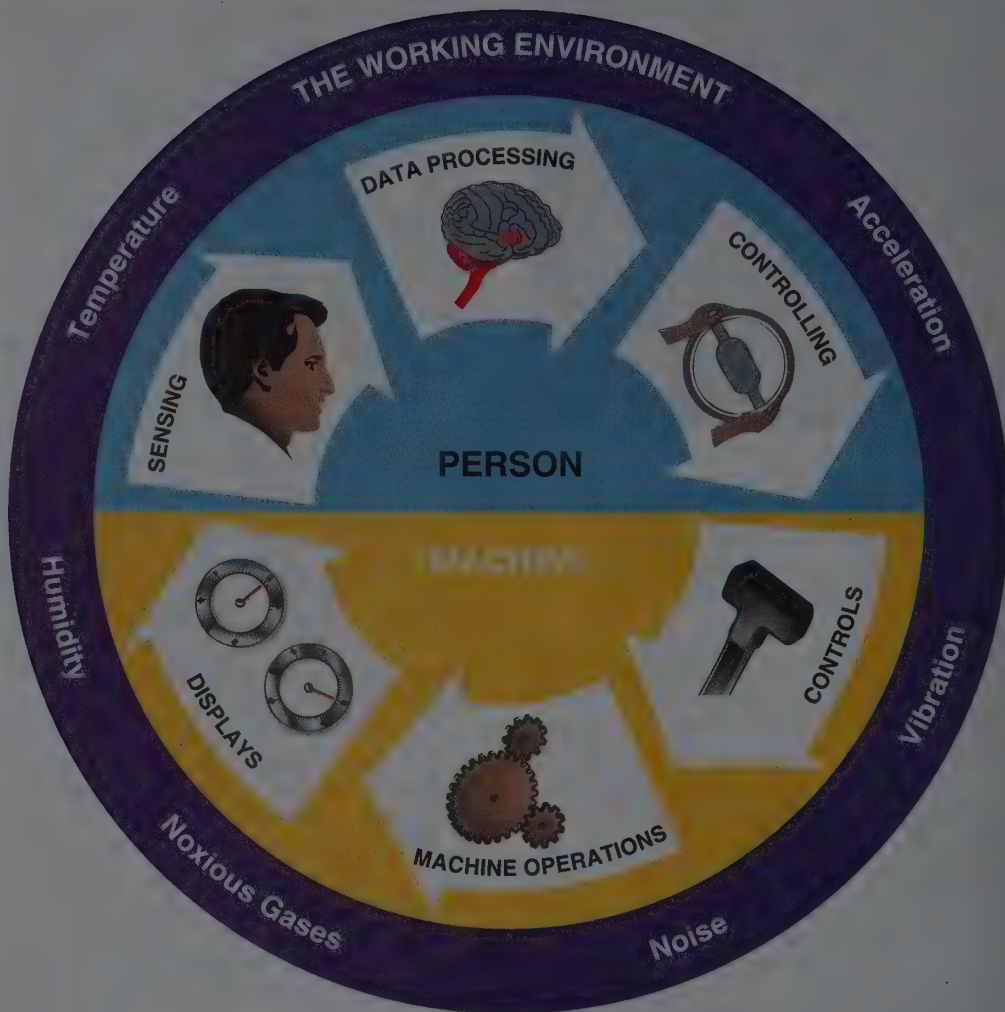 THE WORKING ENVIRONMENT
Temperature
Acceleration
DATA PROCESSING
CONTROLLING
SENSING
PERSON
MACHINE
Humidity
CONTROLS
Vibration
DISPLAYS
MACHINE OPERATIONS
Noxious Gases
Noise